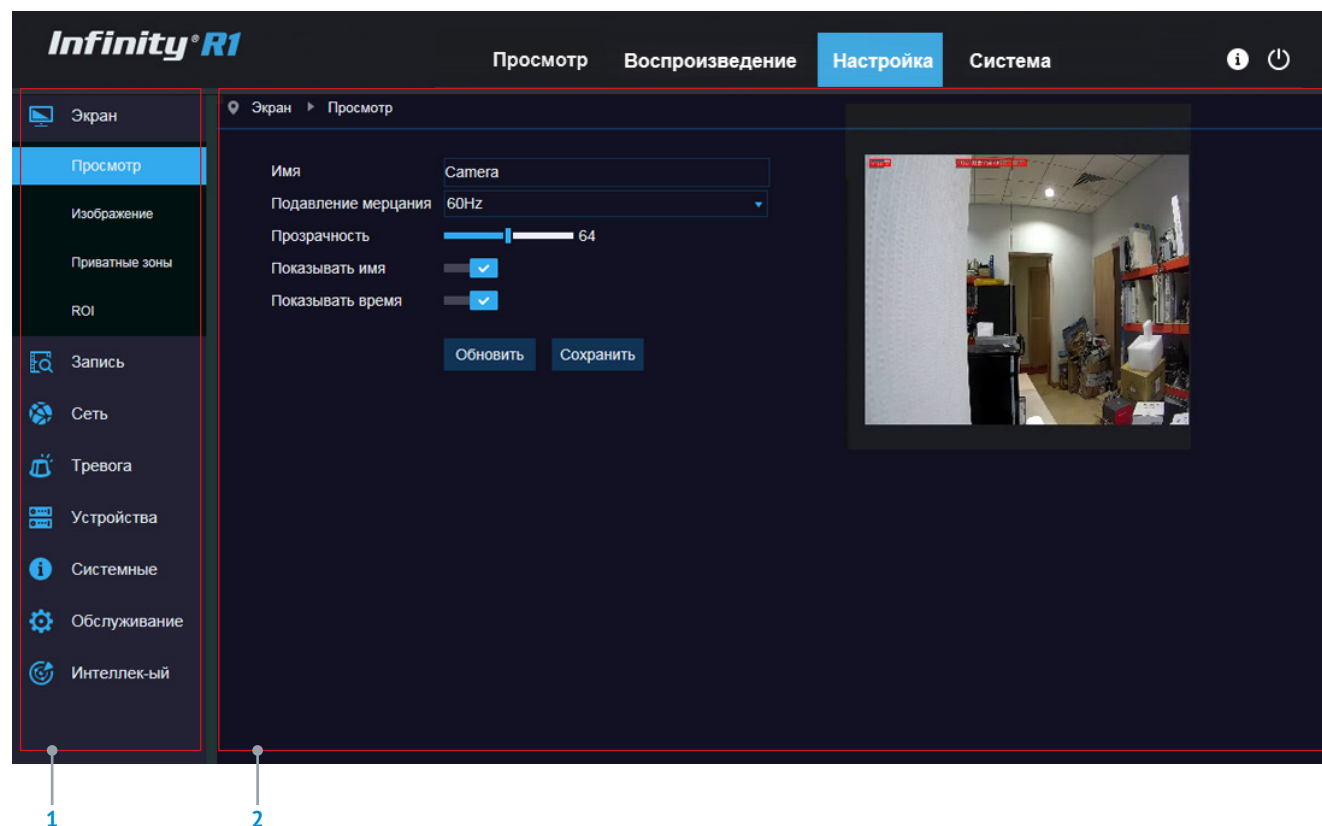 Infinity® R1
Просмотр Воспроизведение Настройка Система
Экран
Просмотр
Изображение
Приватные зоны
ROI
Запись
Сеть
Тревога
Устройства
Системные
Обслуживание
Интеллек-ый
Экран Просмотр
Имя Camera
Подавление мерцания 60Hz
Прозрачность 64
Показывать имя
Показывать время
Обновить Сохранить
1 2